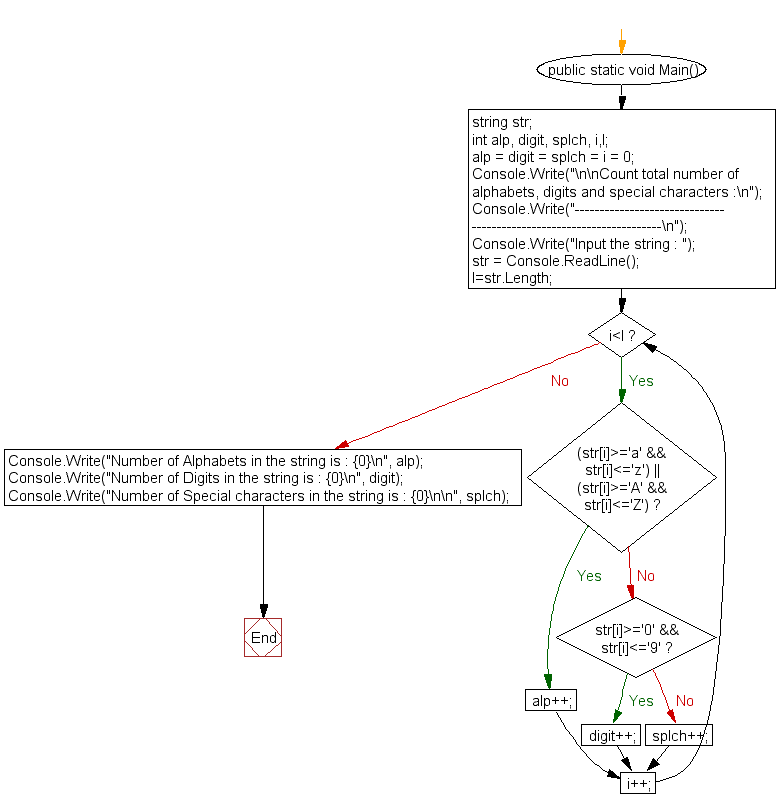 public static void Main()
string str;
int alp, digit, splch, i,l;
alp = digit = splch = i = 0;
Console.Write("\n\nCount total number of
alphabets, digits and special characters :\n");
Console.Write("------------------------------
--------------------------------------\n");
Console.Write("Input the string : ");
str = Console.ReadLine();
l=str.Length;
i<l ?
No
Yes
Console.Write("Number of Alphabets in the string is : {0}\n", alp);
Console.Write("Number of Digits in the string is : {0}\n", digit);
Console.Write("Number of Special characters in the string is : {0}\n\n", splch);
(str[i]>='a' &&
str[i]<='z') ||
(str[i]>='A' &&
str[i]<='Z') ?
Yes
No
End
str[i]>='0' &&
str[i]<='9' ?
alp++;
Yes
No
digit++;
splch++;
i++;